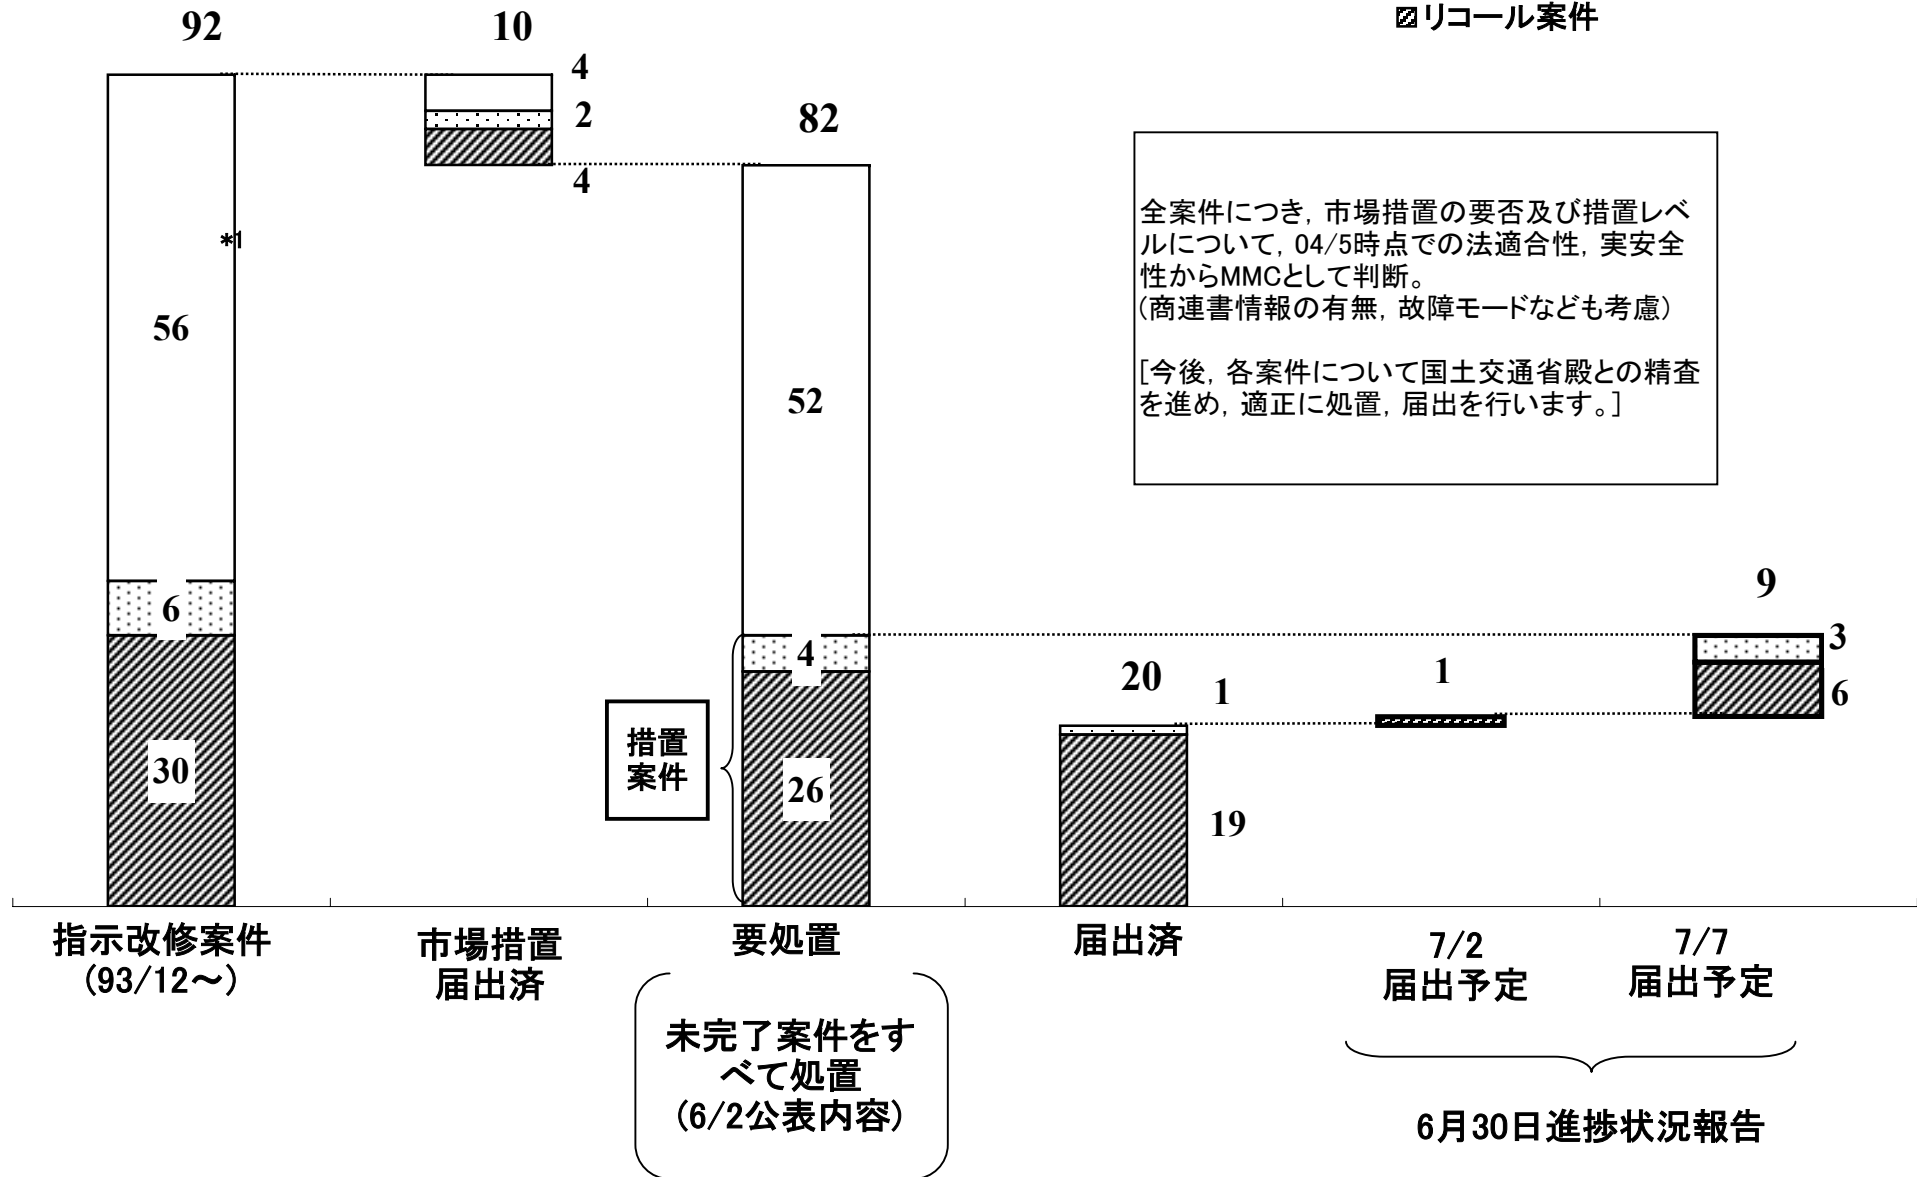 92
10
リコール案件
4
2
4
82
全案件につき, 市場措置の要否及び措置レベ
ルについて, 04/5時点での法適合性, 実安全
性からMMCとして判断。
(商連書情報の有無, 故障モードなども考慮)
[今後, 各案件について国土交通省殿との精査
を進め, 適正に処置, 届出を行います。]
*1
56
52
6
30
措置
案件
4
26
20
1
19
1
9
3
6
指示改修案件
(93/12～)
市場措置
届出済
要処置
未完了案件をす
べて処置
(6/2公表内容)
届出済
7/2
届出予定
7/7
届出予定
6月30日進捗状況報告